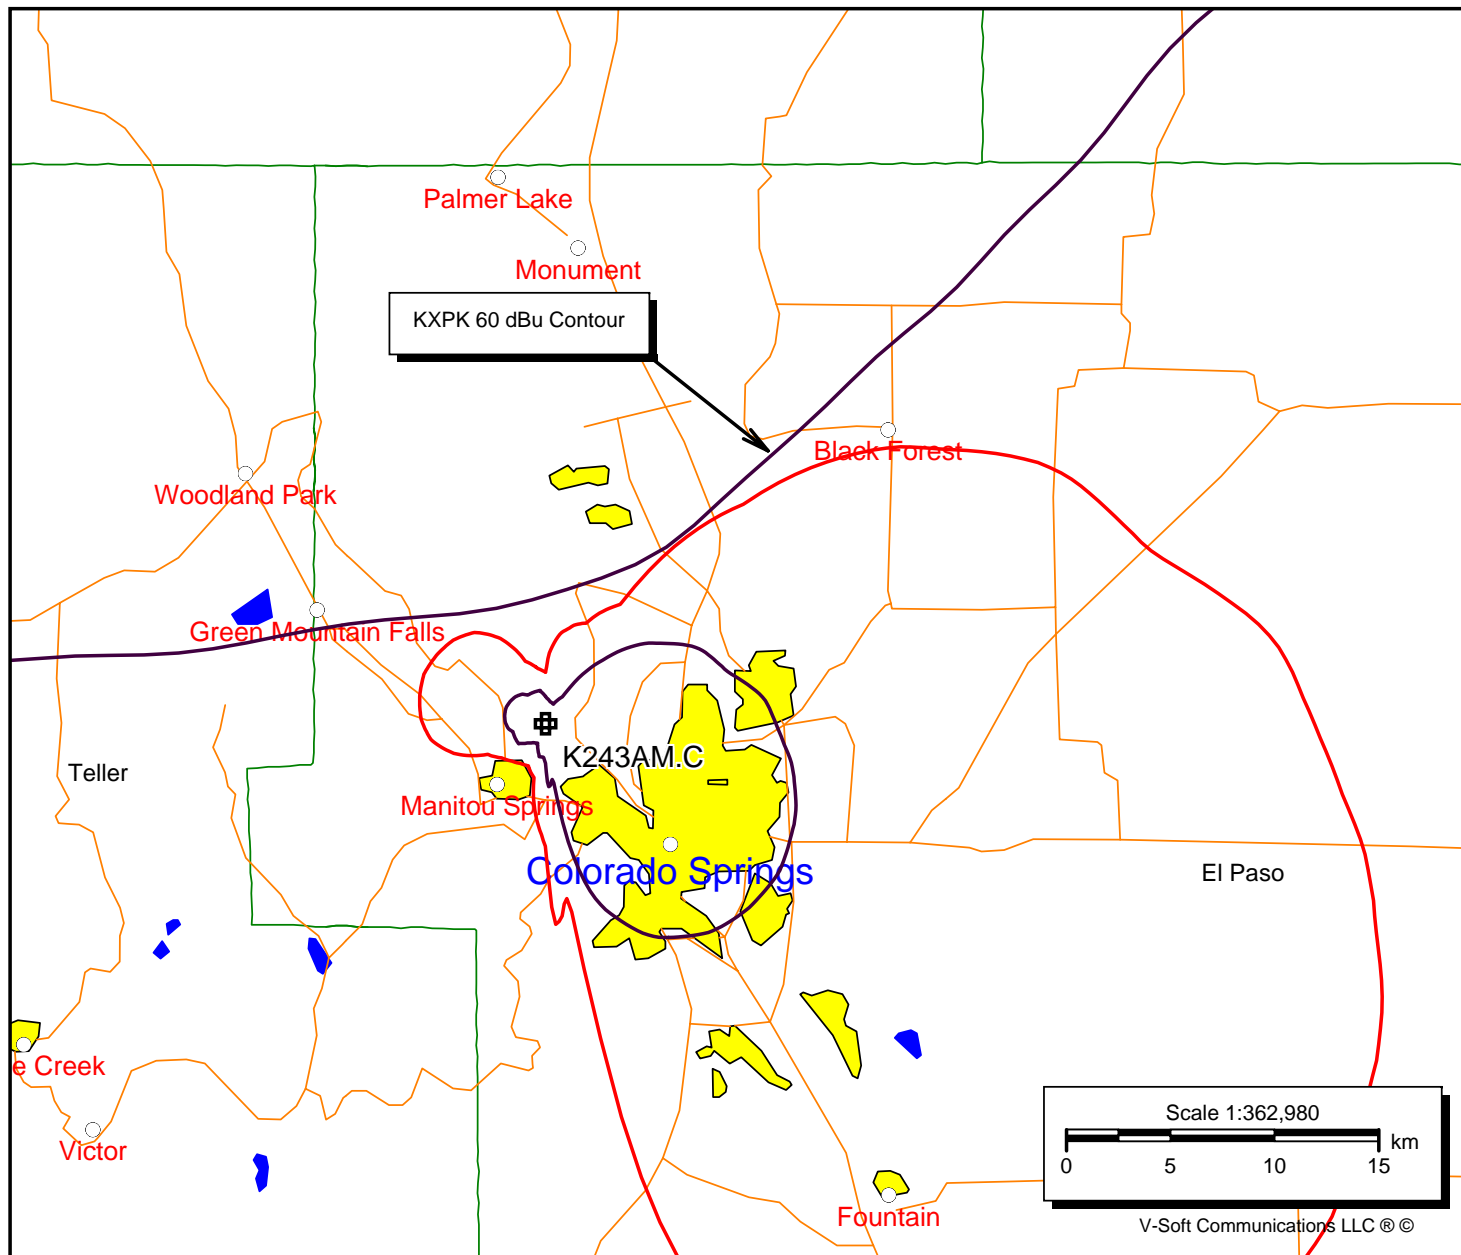 Palmer Lake
Monument
KXPK 60 dBu Contour
Black Forest
Woodland Park
Green Mountain Falls
K243AM.C
Teller
Manitou Springs
Colorado Springs
El Paso
e Creek
Victor
Fountain
Scale 1:362,980
km
0 5 10 15
V-Soft Communications LLC ® ©